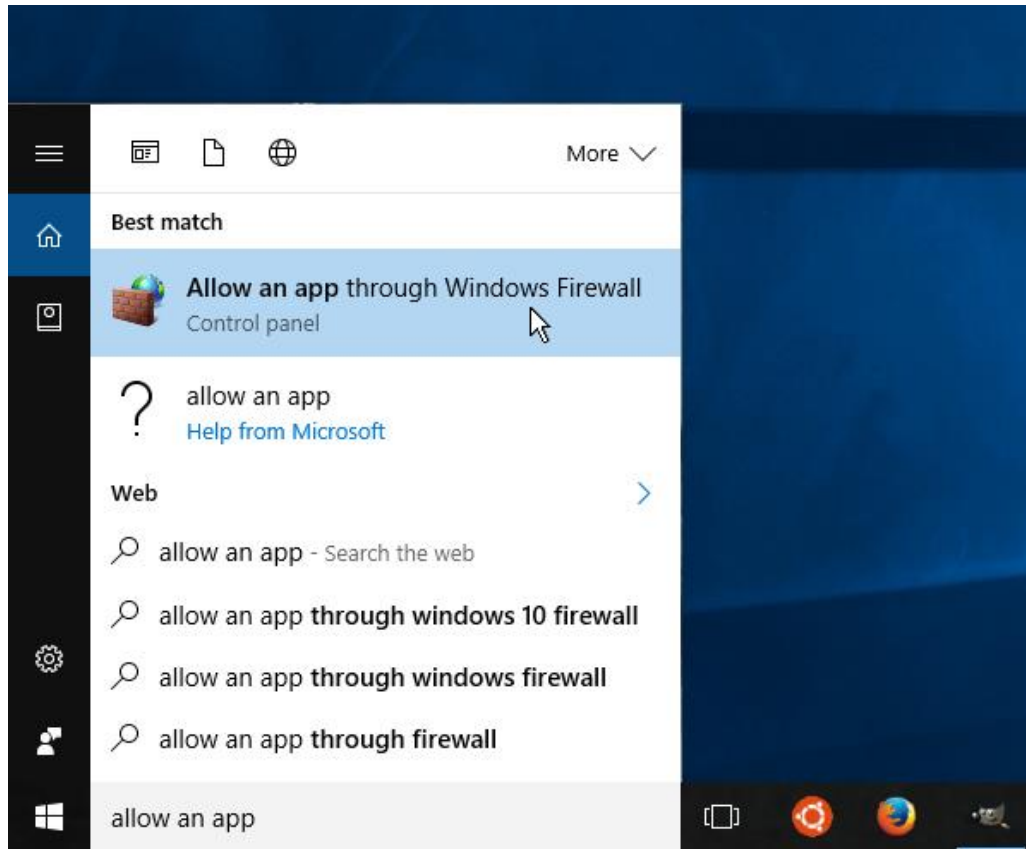 More
Best match
Allow an app through Windows Firewall
Control panel
allow an app
Help from Microsoft
Web
allow an app - Search the web
allow an app through windows 10 firewall
allow an app through windows firewall
allow an app through firewall
allow an app